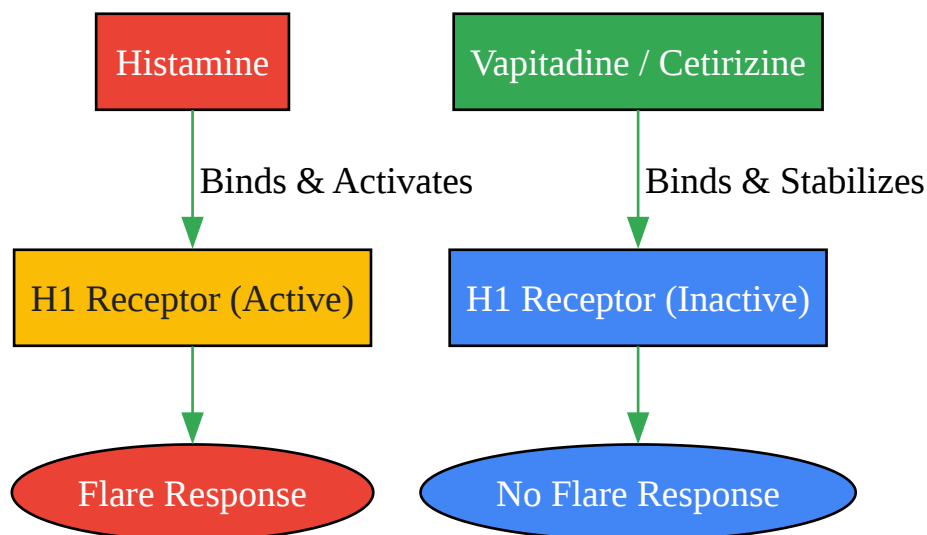 Histamine
Vapitadine / Cetirizine
Binds & Activates
Binds & Stabilizes
H1 Receptor (Active)
H1 Receptor (Inactive)
Flare Response
No Flare Response